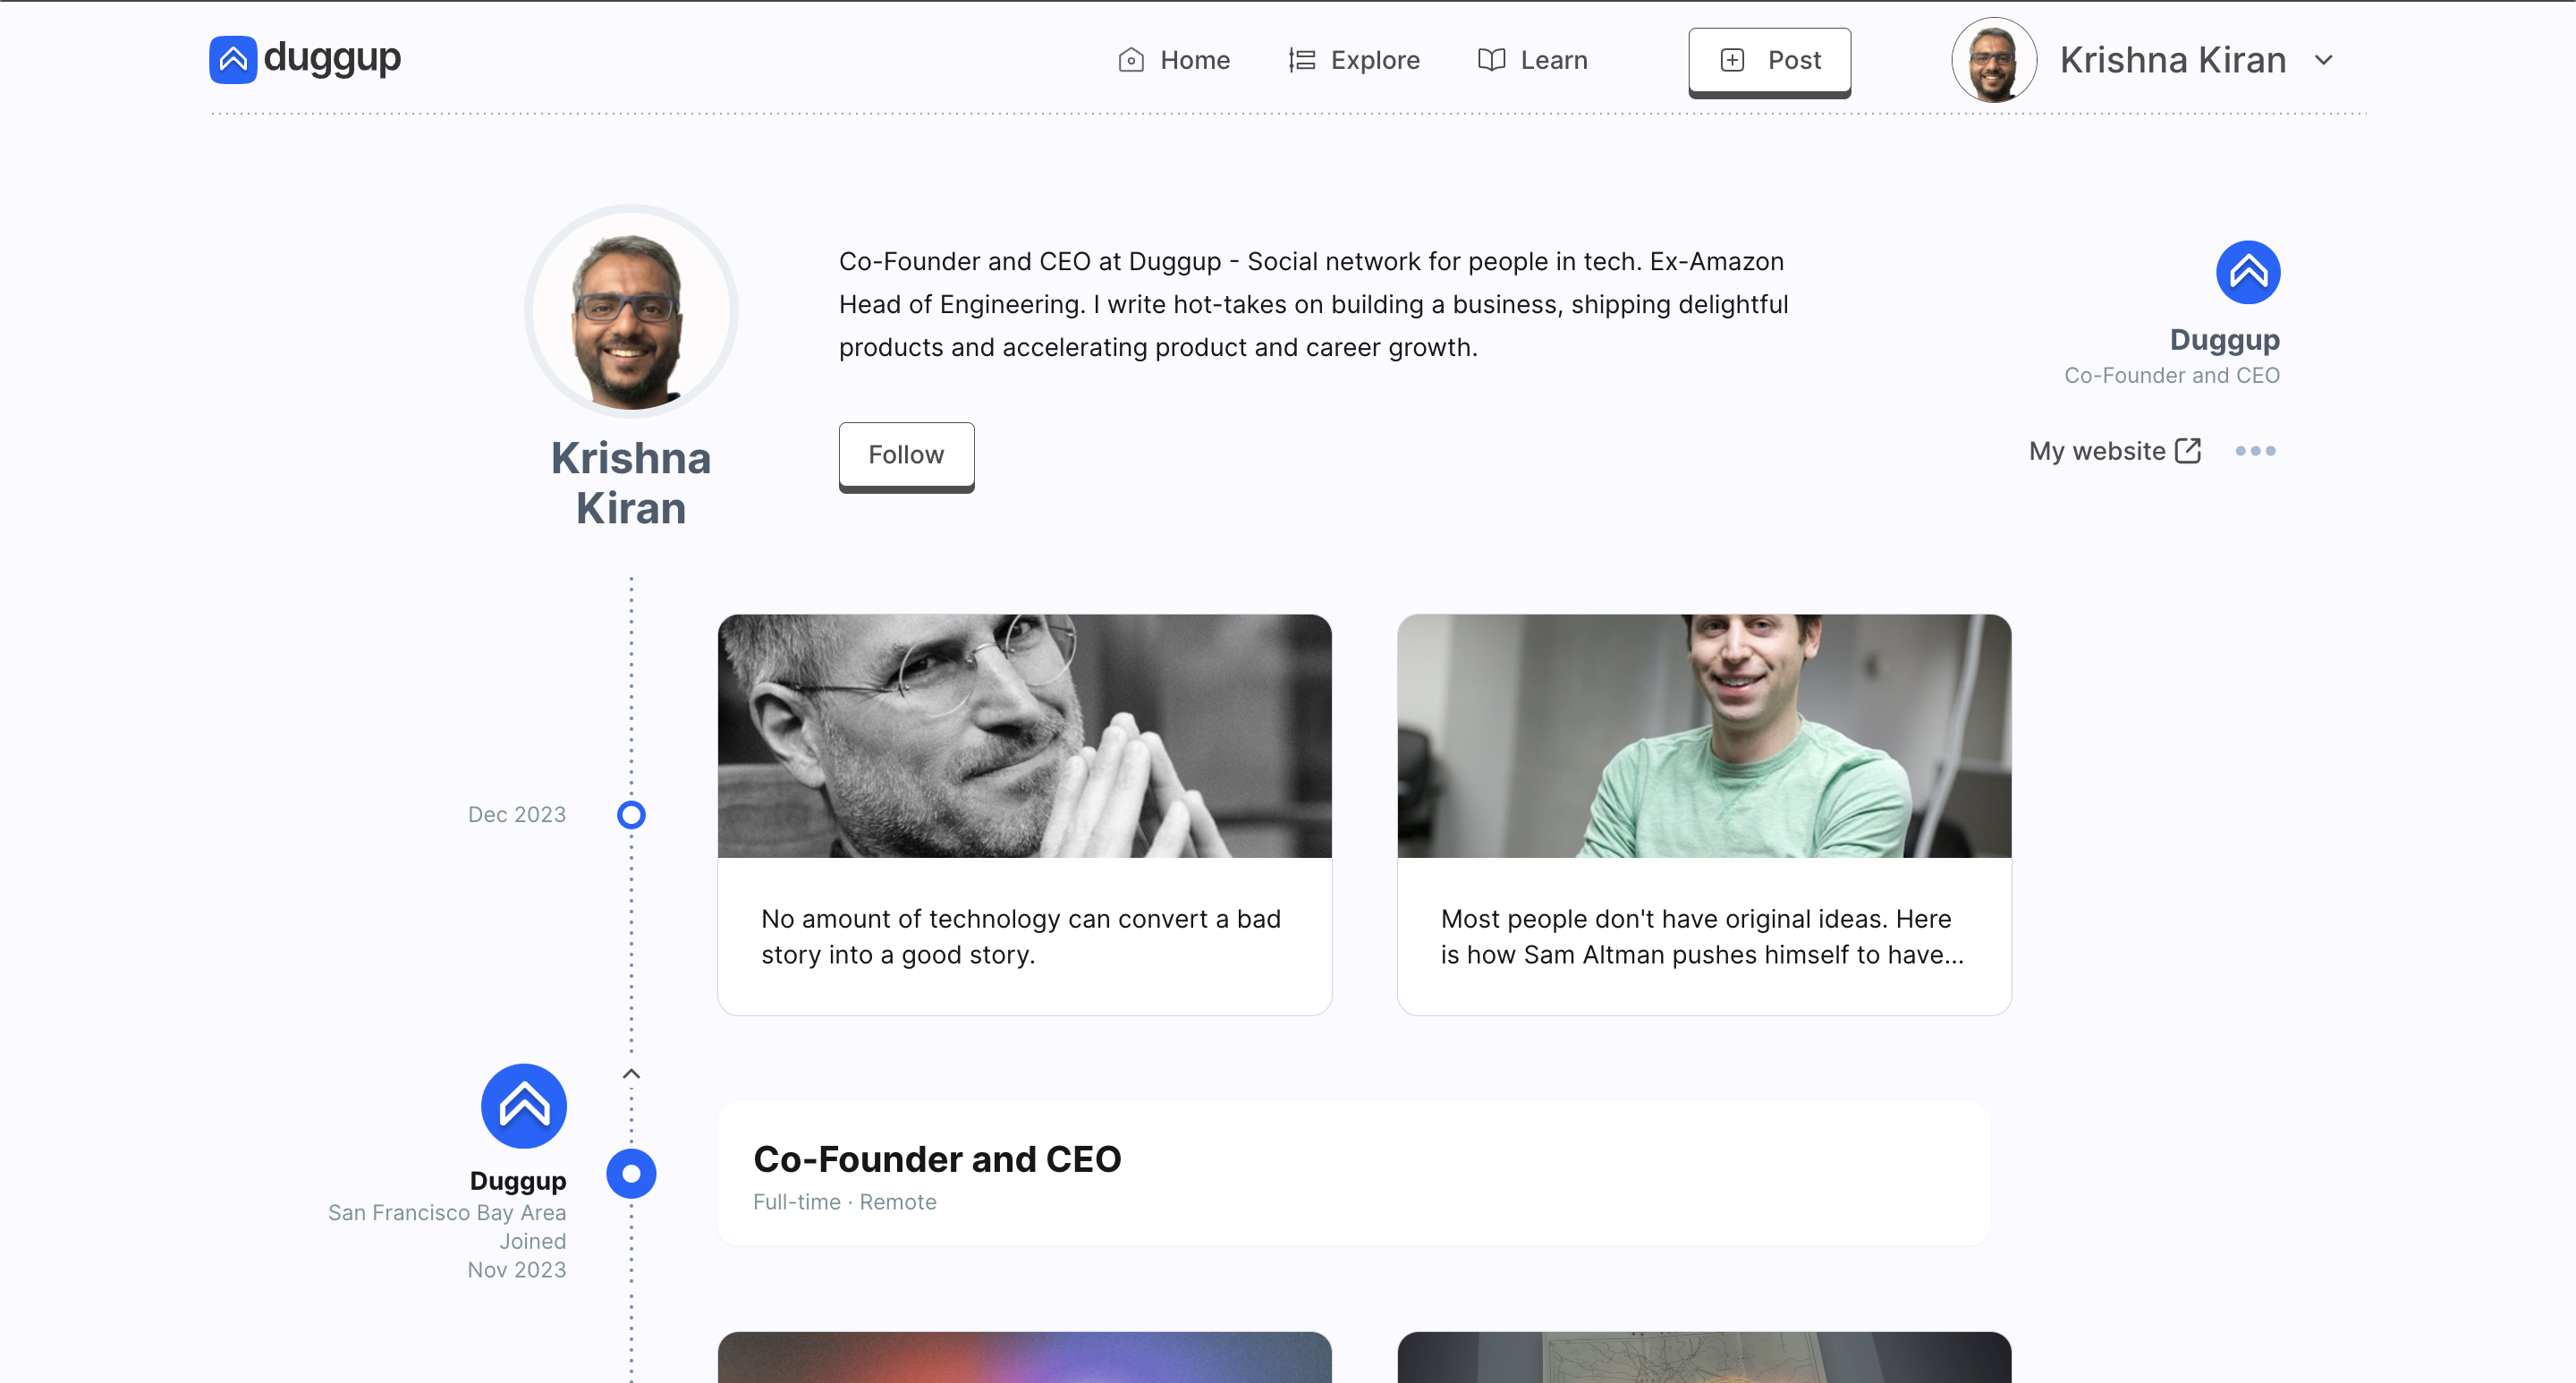 duggup
Home
Explore
Learn
Post
Krishna Kiran
Co-Founder and CEO at Duggup - Social network for people in tech. Ex-Amazon
Head of Engineering. I write hot-takes on building a business, shipping delightful
products and accelerating product and career growth.
Duggup
Co-Founder and CEO
Follow
My website
Krishna
Kiran
Dec 2023
No amount of technology can convert a bad
story into a good story.
Most people don't have original ideas. Here
is how Sam Altman pushes himself to have...
Duggup
San Francisco Bay Area
Joined
Nov 2023
Co-Founder and CEO
Full-time · Remote